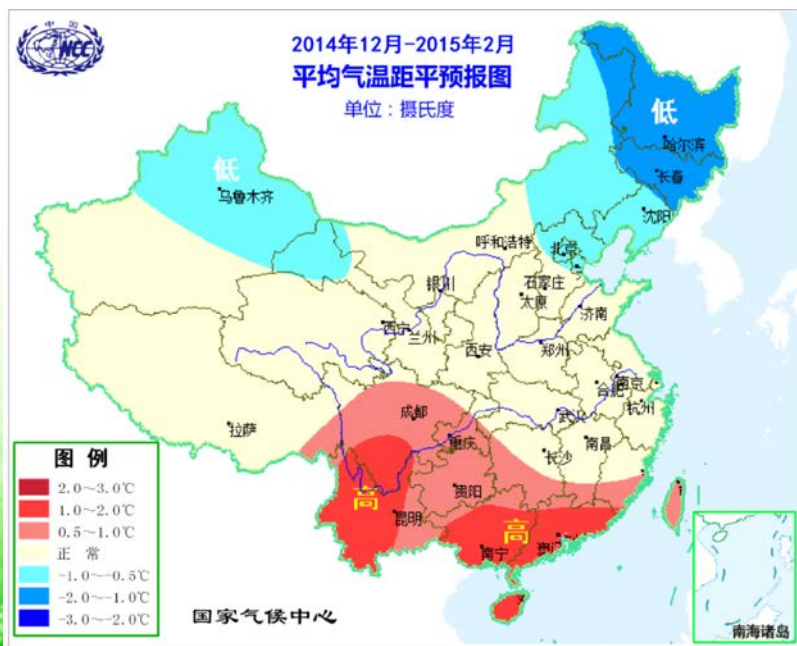 中国
NCC
2014年12月-2015年2月
平均气温距平预报图
单位：摄氏度
低
哈尔滨
长春
沈阳
低
乌鲁木齐
呼和浩特
北京
银川
石家庄
太原
济南
西宁
兰州
西安
郑州
南京
合肥
杭州
成都
武汉
拉萨
重庆
南昌
长沙
贵阳
高
昆明
高
南宁
图 例
2.0～3.0℃
1.0～2.0℃
0.5～1.0℃
正 常
-1.0～-0.5℃
-2.0～-1.0℃
-3.0～-2.0℃
国家气候中心
南海诸岛